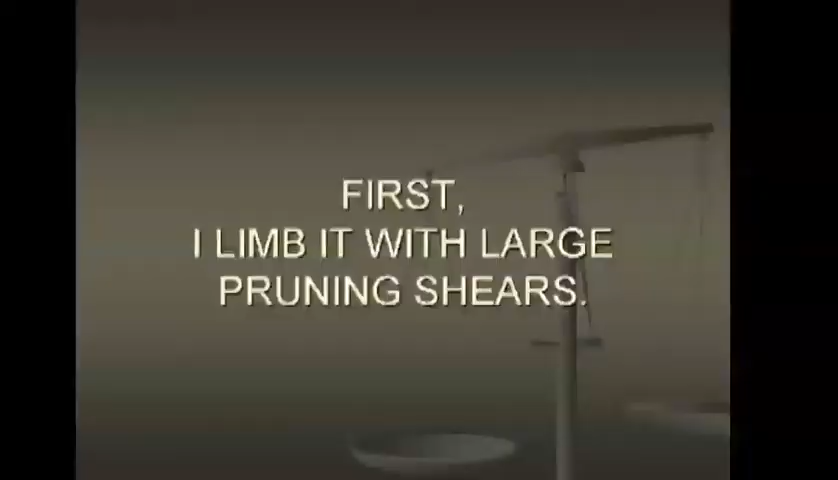 FIRST,
I LIMB IT WITH LARGE
PRUNING SHEARS.